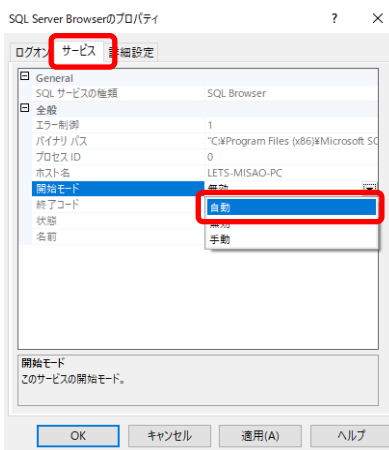 SQL Server Browserのプロパティ ? ×
ログオン サービス 詳細設定
General
SQL サービスの種類 SQL Browser
全般
エラー制御 1
バイナリ パス "C:¥Program Files (x86)¥Microsoft SQ
プロセス ID 0
ホスト名 LETS-MISAO-PC
開始モード 無効
終了コード 自動
状態 無効
名前 手動
開始モード
このサービスの開始モード。
OK キャンセル 適用(A) ヘルプ